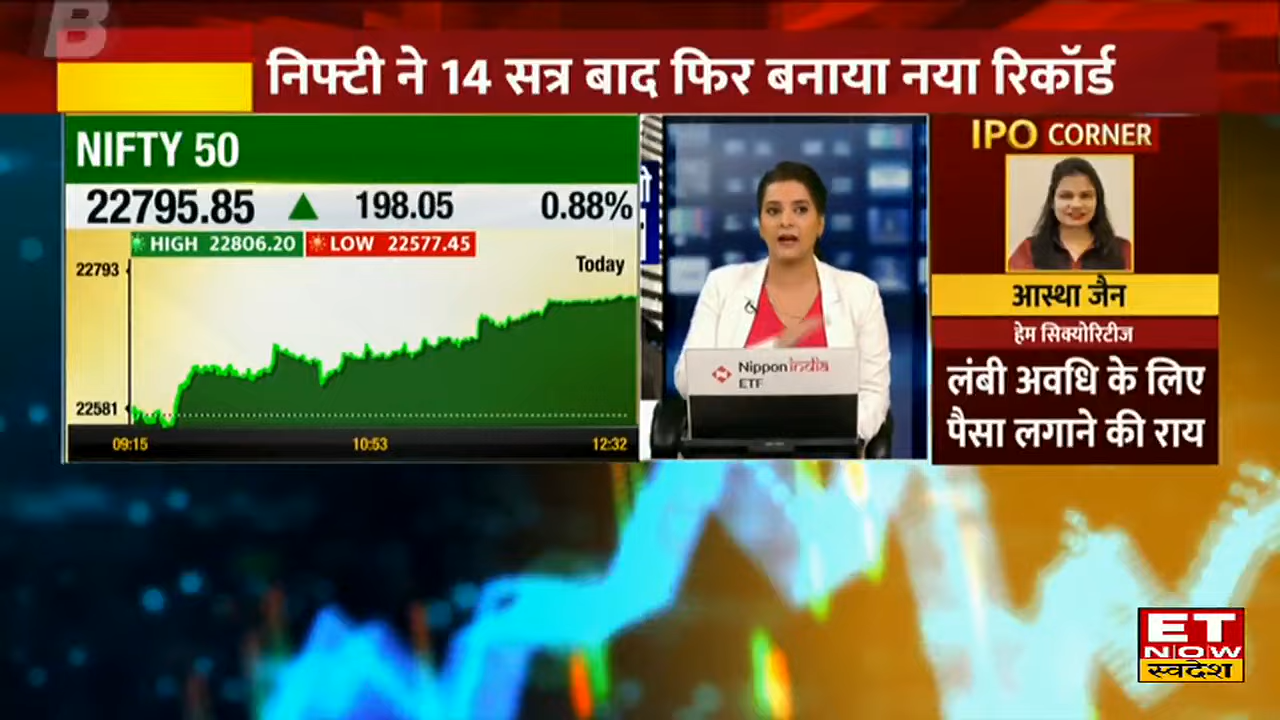 B
निफ्टी ने 14 सत्र बाद फिर बनाया नया रिकॉर्ड
NIFTY 50
22795.85 ▲ 198.05 0.88%
HIGH 22806.20 LOW 22577.45
22793
Today
22581
09:15 10:53 12:32
Nippon india
ETF
IPO CORNER
आस्था जैन
हेम सिक्योरिटीज
लंबी अवधि के लिए
पैसा लगाने की राय
ET
NOW
स्वदेश